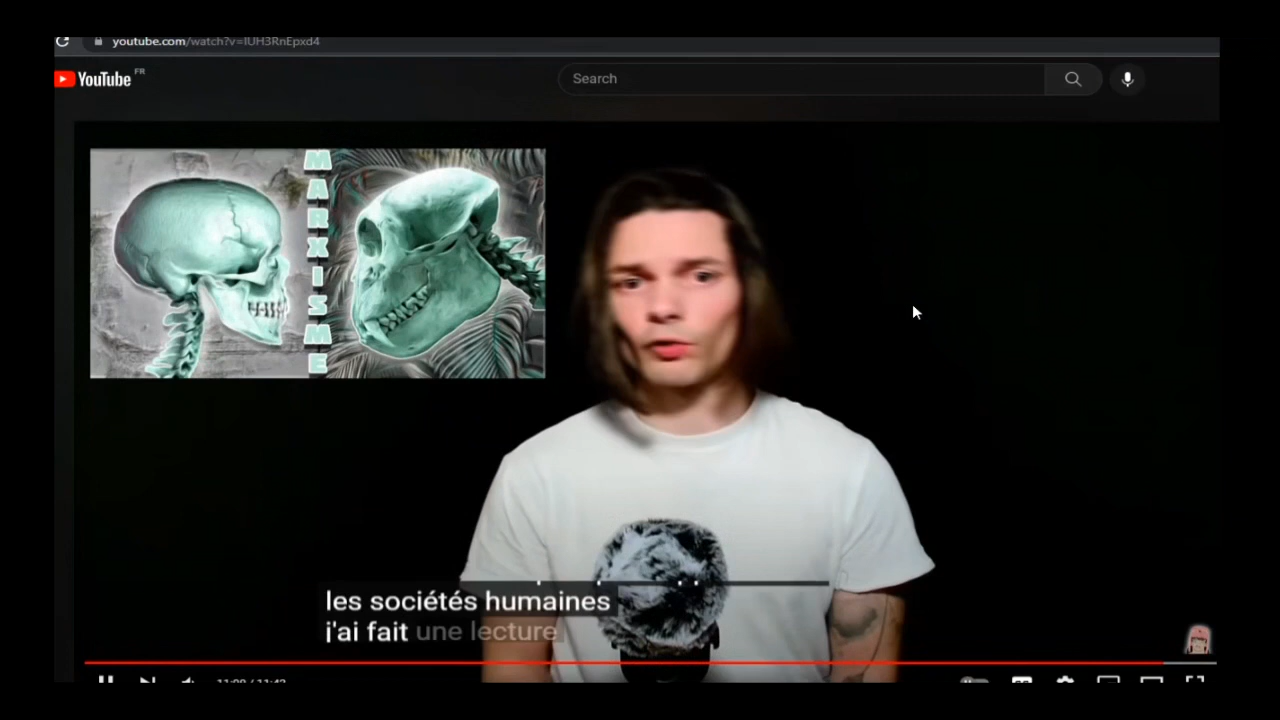 youtube.com/watch?v=IUH3RnEpxd4
YouTube FR
Search
MARXISME
les sociétés humaines
j'ai fait une lecture